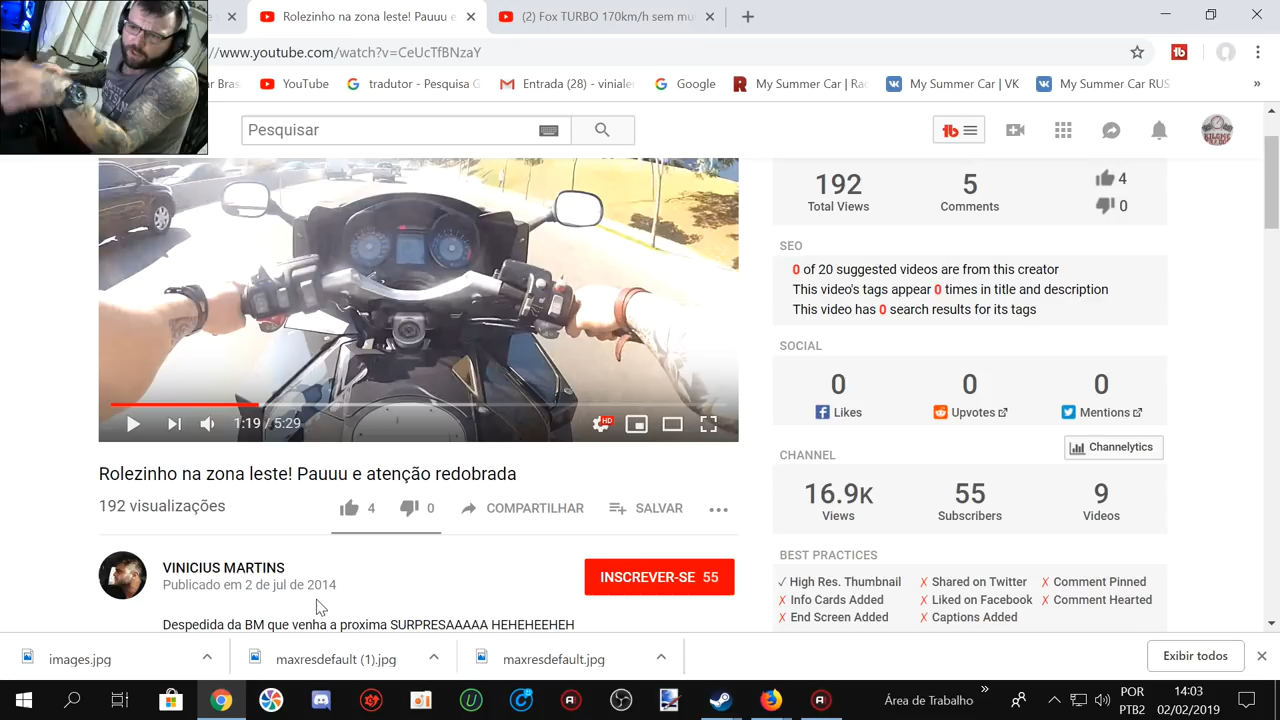 Rolezinho na zona leste! Pauuu e
(2) Fox TURBO 170km/h sem mu
//www.youtube.com/watch?v=CeUcTfBNzaY
YouTube
tradutor - Pesquisa G
Entrada (28) - vinialer
Google
My Summer Car | Rac
My Summer Car | VK
My Summer Car RUS
»
Pesquisar
192
Total Views
5
Comments
4
0
SEO
0 of 20 suggested videos are from this creator
This video's tags appear 0 times in title and description
This video has 0 search results for its tags
SOCIAL
0
Likes
0
Upvotes
0
Mentions
CHANNEL
Channelytics
16.9K
Views
55
Subscribers
9
Videos
BEST PRACTICES
✓ High Res. Thumbnail
✗ Shared on Twitter
✗ Comment Pinned
✗ Info Cards Added
✗ Liked on Facebook
✗ Comment Hearted
✗ End Screen Added
✗ Captions Added
1:19 / 5:29
HD
Rolezinho na zona leste! Pauuu e atenção redobrada
192 visualizações
4
0
COMPARTILHAR
SALVAR
VINICIUS MARTINS
Publicado em 2 de jul de 2014
INSCREVER-SE 55
Despedida da BM que venha a proxima SURPRESAAAAA HEHEHEEHEH
images.jpg
maxresdefault (1).jpg
maxresdefault.jpg
Exibir todos
Área de Trabalho
»
POR
PTB2
14:03
02/02/2019